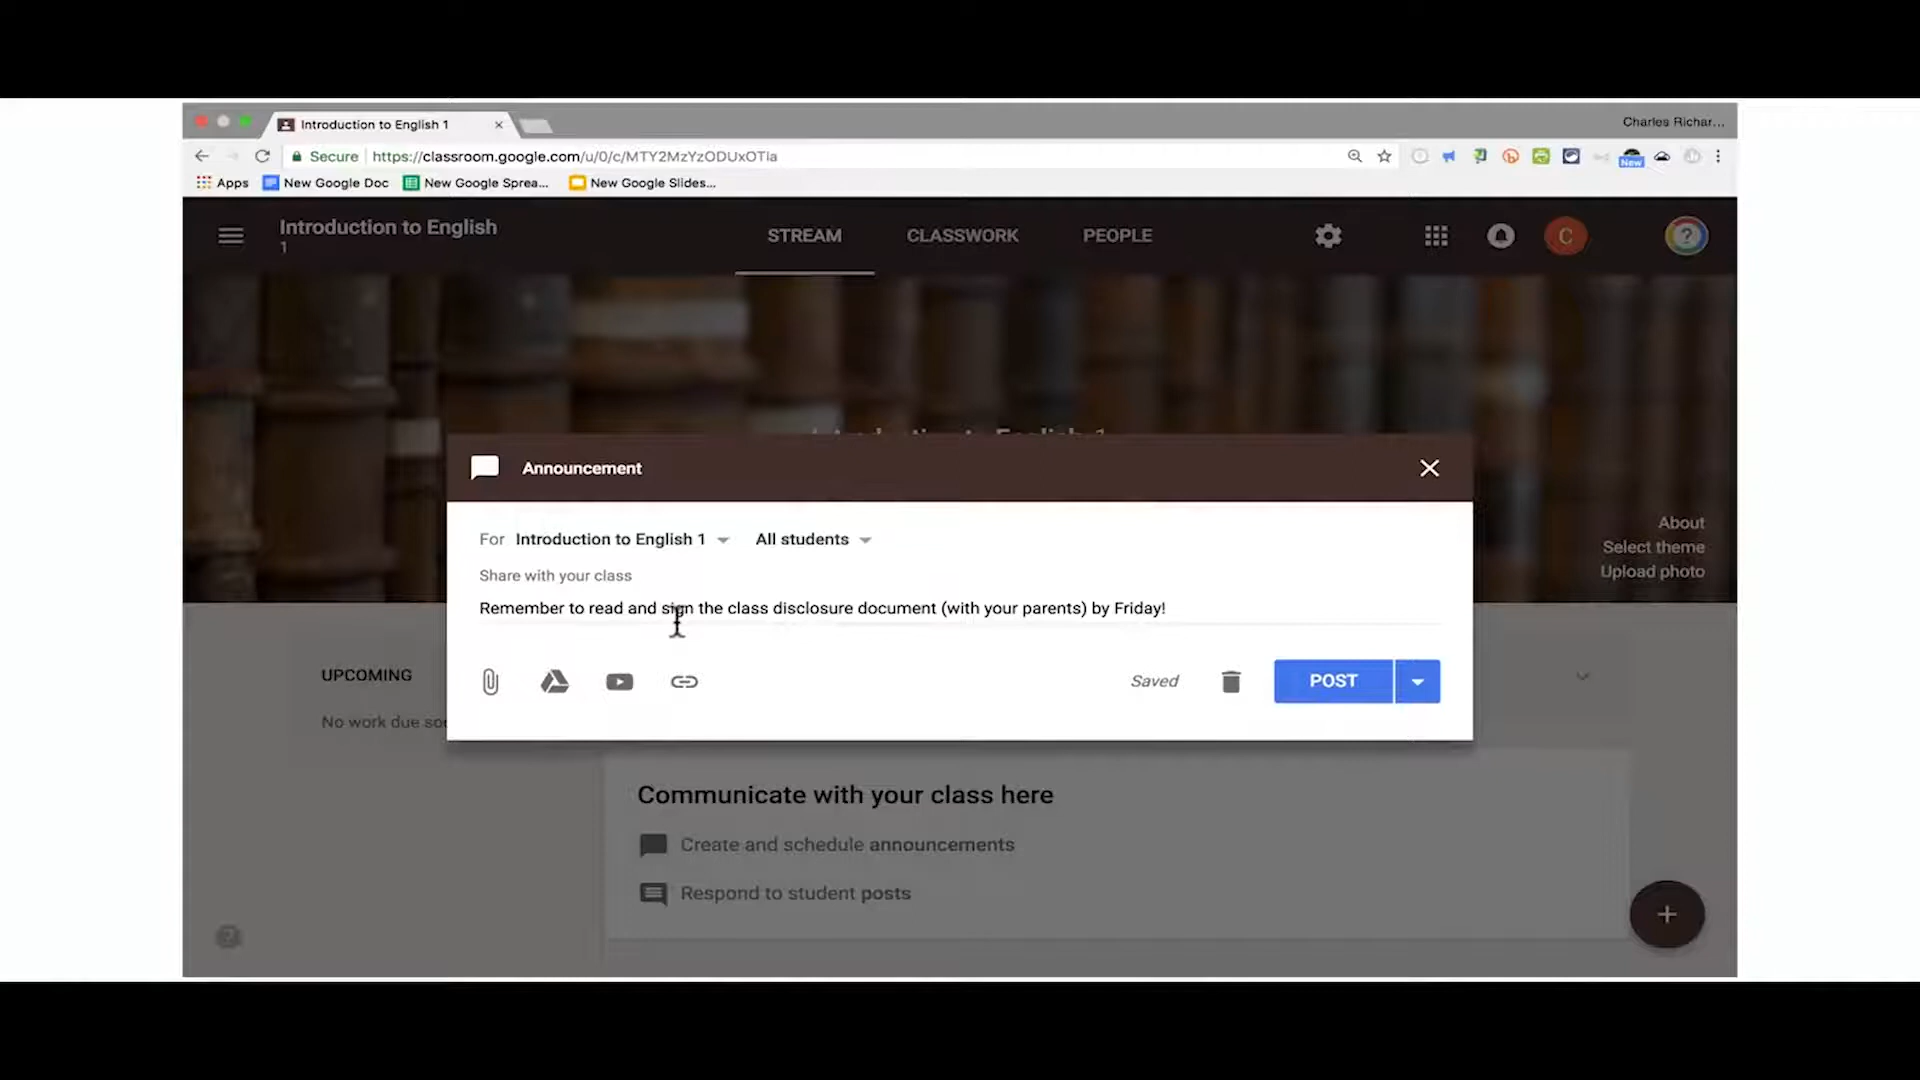 Introduction to English 1
Charles Richar...
Secure https://classroom.google.com/u/0/c/MTY2MzYzODUxOTla
Apps New Google Doc New Google Sprea... New Google Slides...
New
Introduction to English
1
STREAM CLASSWORK PEOPLE
C
?
Announcement
About
Select theme
Upload photo
For Introduction to English 1 All students
Share with your class
Remember to read and sign the class disclosure document (with your parents) by Friday!
UPCOMING
No work due
Saved
POST
Communicate with your class here
Create and schedule announcements
Respond to student posts
+
?